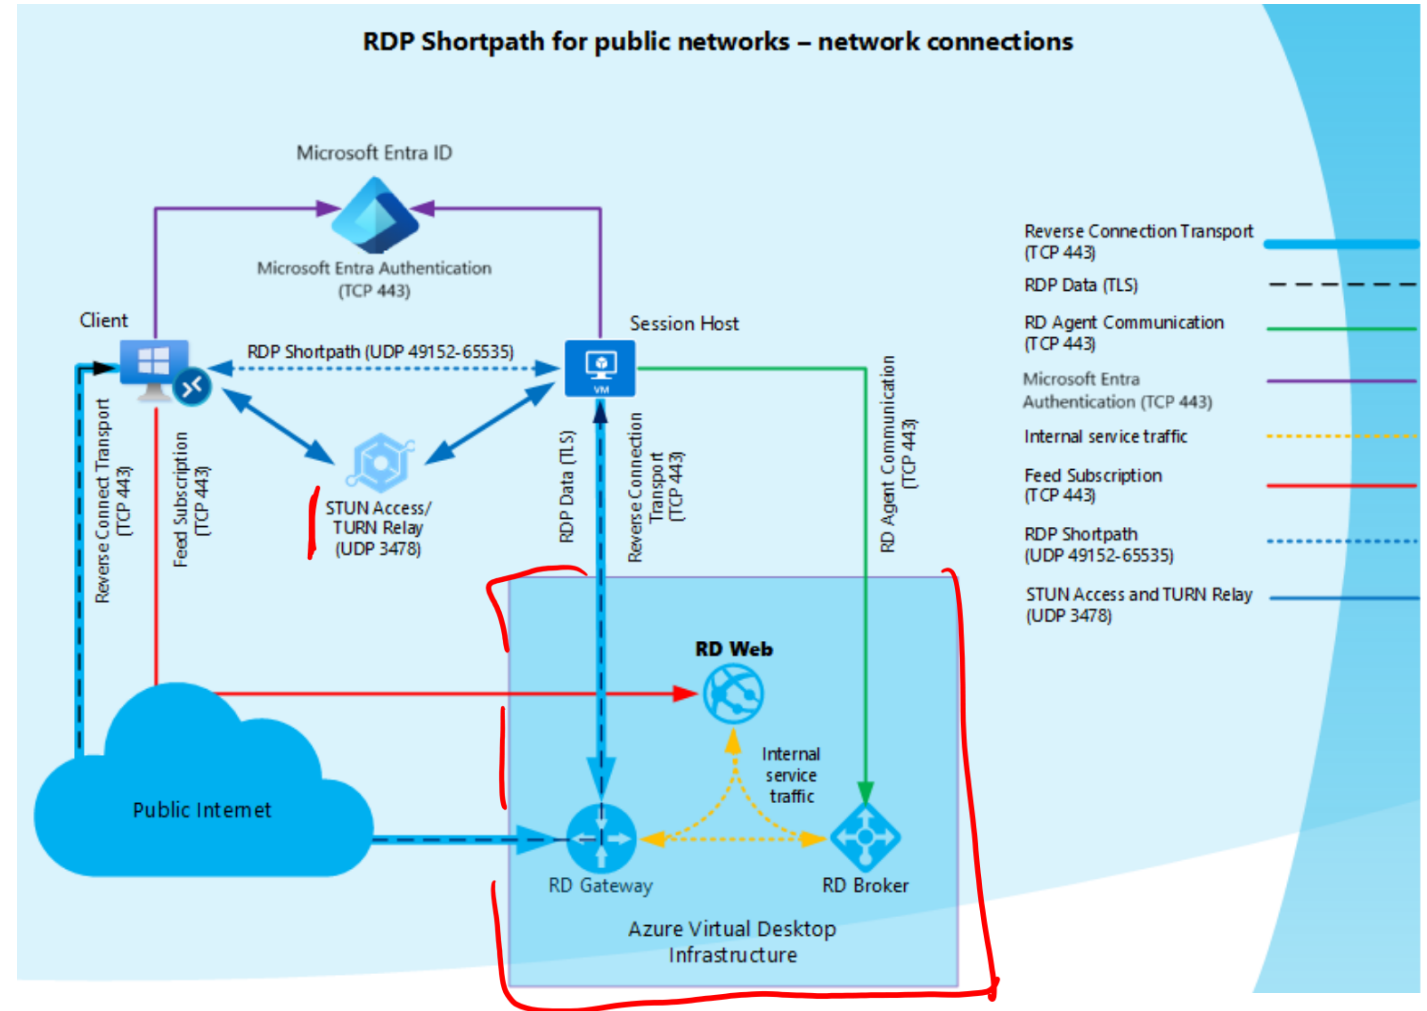 RDP Shortpath for public networks – network connections
Microsoft Entra ID
Microsoft Entra Authentication
(TCP 443)
Client
Session Host
RDP Shortpath (UDP 49152-65535)
VM
STUN Access/
TURN Relay
(UDP 3478)
Reverse Connect Transport
(TCP 443)
Feed Subscription
(TCP 443)
RDP Data (TLS)
Reverse Connection
Transport
(TCP 443)
RD Agent Communication
(TCP 443)
RD Web
Internal
service
traffic
Public Internet
RD Gateway
RD Broker
Azure Virtual Desktop
Infrastructure
Reverse Connection Transport
(TCP 443)
RDP Data (TLS)
RD Agent Communication
(TCP 443)
Microsoft Entra
Authentication (TCP 443)
Internal service traffic
Feed Subscription
(TCP 443)
RDP Shortpath
(UDP 49152-65535)
STUN Access and TURN Relay
(UDP 3478)